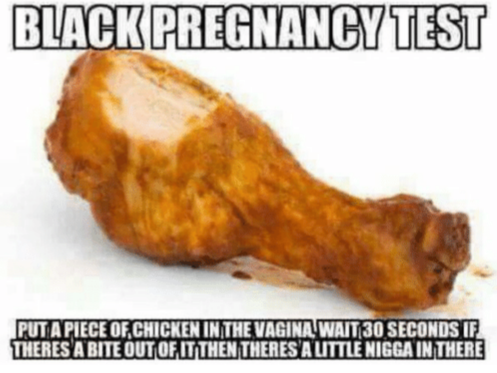 BLACK PREGNANCY TEST
PUT A PIECE OF, CHICKEN IN THE VAGINA, WAIT 30 SECONDS IF,
THERES A BITE OUT OF, IT THEN THERES A LITTLE NIGGA IN THERE